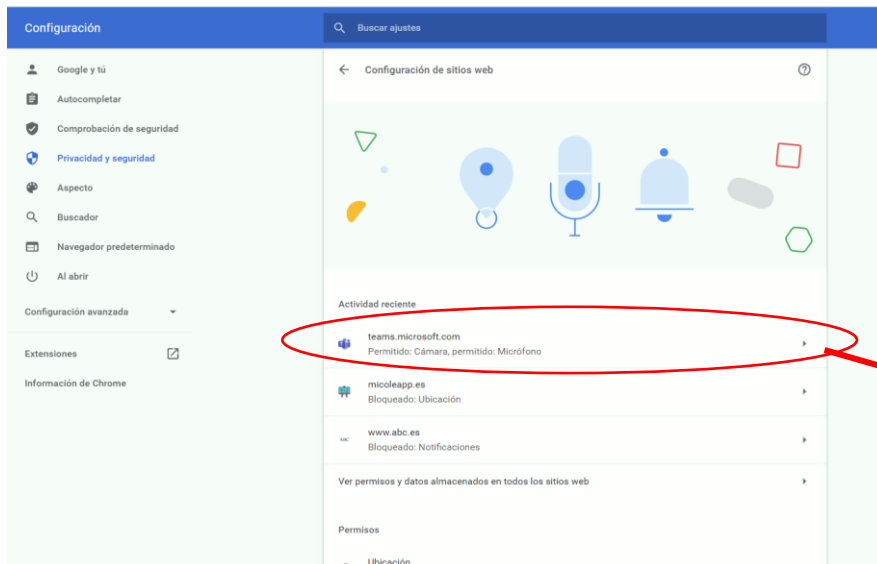 Configuración
Buscar ajustes
Google y tú
Autocompletar
Comprobación de seguridad
Privacidad y seguridad
Aspecto
Buscador
Navegador predeterminado
Al abrir
Configuración avanzada
Extensiones
Información de Chrome
Configuración de sitios web
Actividad reciente
teams.microsoft.com
Permitido: Cámara, permitido: Micrófono
micoleapp.es
Bloqueado: Ubicación
ABC
www.abc.es
Bloqueado: Notificaciones
Ver permisos y datos almacenados en todos los sitios web
Permisos
Ubicación